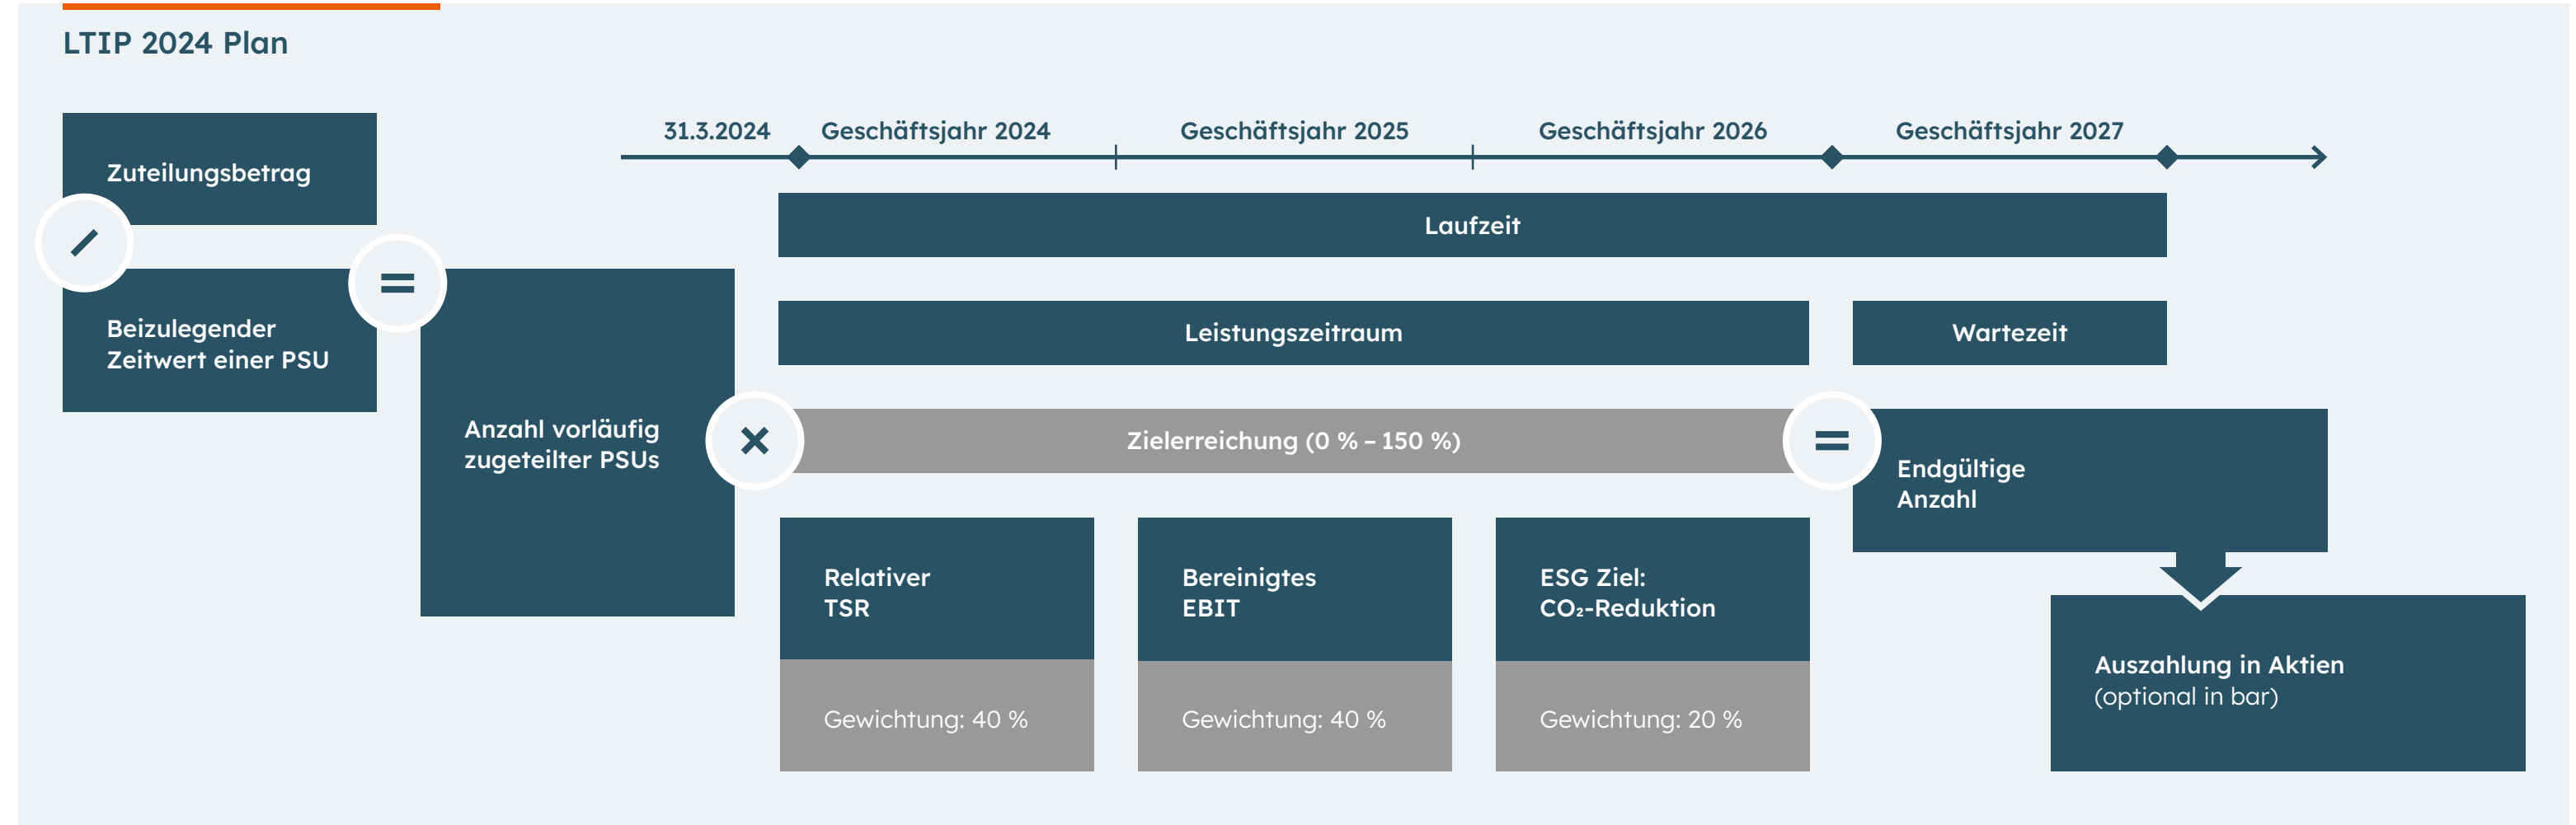 LTIP 2024 Plan
31.3.2024
Geschäftsjahr 2024
Geschäftsjahr 2025
Geschäftsjahr 2026
Geschäftsjahr 2027
Zuteilungsbetrag
/
Beizulegender
Zeitwert einer PSU
=
Anzahl vorläufig
zugeteilter PSUs
Laufzeit
Leistungszeitraum
Wartezeit
×
Zielerreichung (0 % – 150 %)
=
Endgültige
Anzahl
Relativer
TSR
Gewichtung: 40 %
Bereinigtes
EBIT
Gewichtung: 40 %
ESG Ziel:
CO₂-Reduktion
Gewichtung: 20 %
Auszahlung in Aktien
(optional in bar)